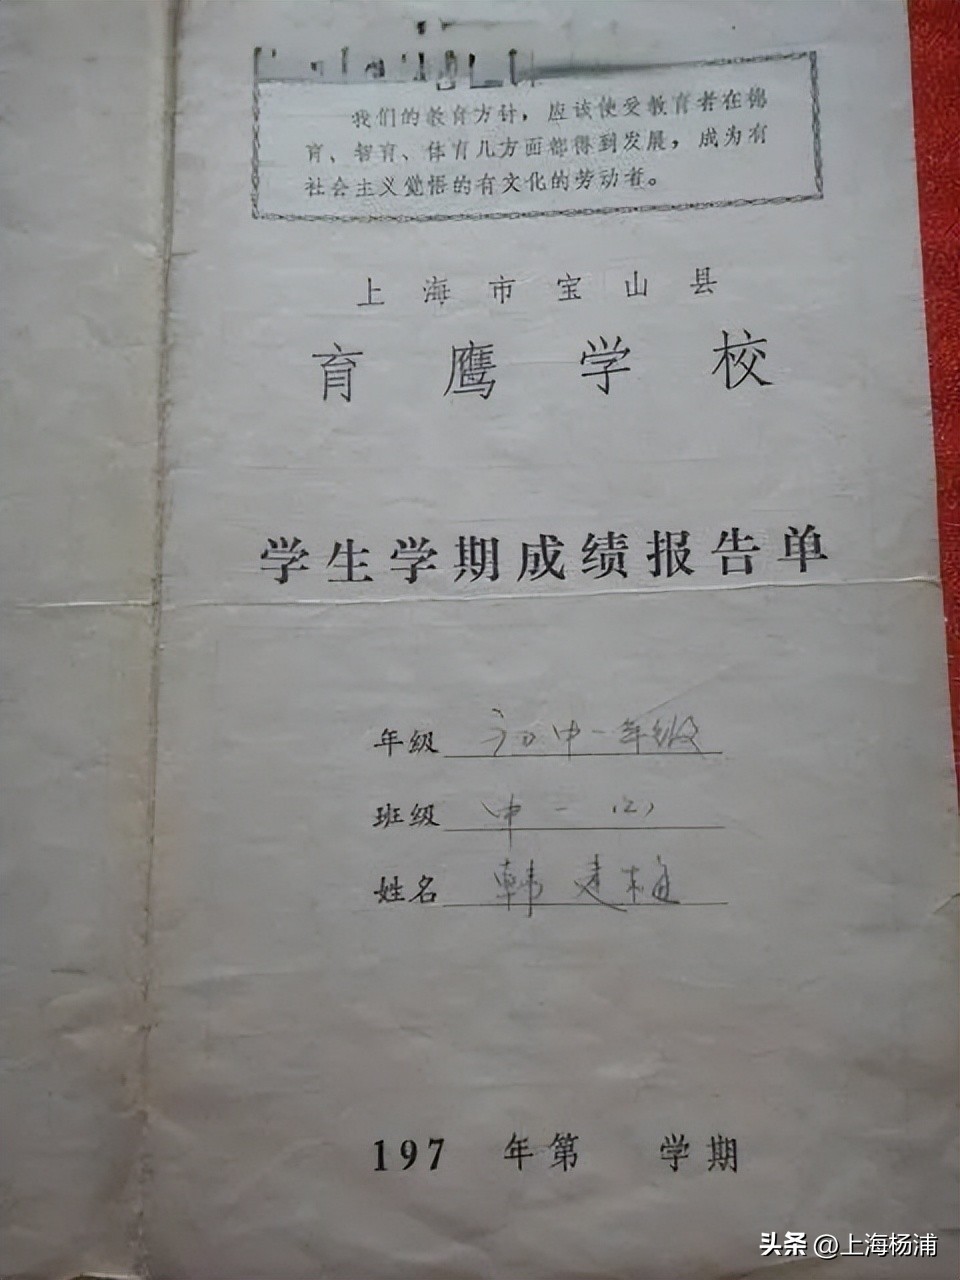 我们的教育方针，应该使受教育者在德
育、智育、体育几方面都得到发展，成为有
社会主义觉悟的有文化的劳动者。
上海市宝山县
育鹰学校
学生学期成绩报告单
年级 初中一年级
班级 中一（2）
姓名 韩建
197 年第 学期
头条 @上海杨浦